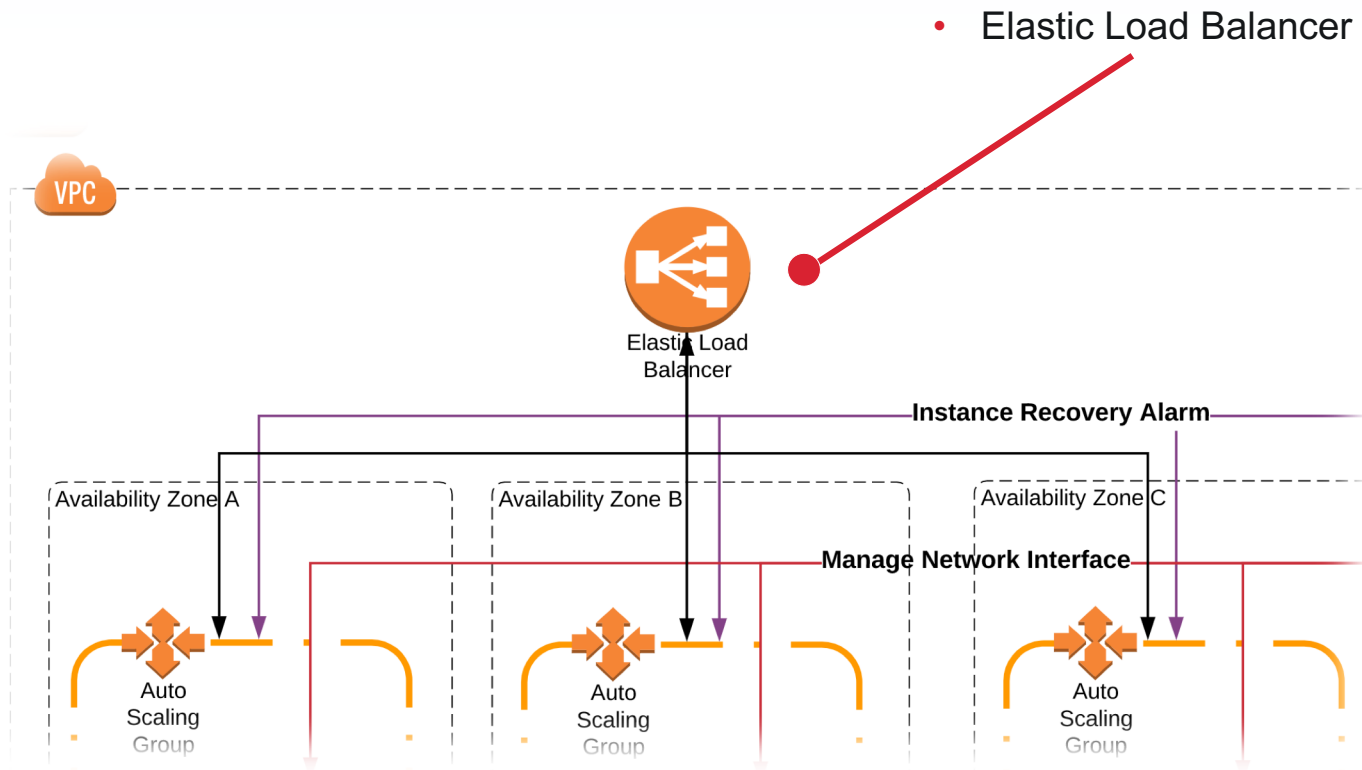 • Elastic Load Balancer
VPC
Elastic Load
Balancer
Instance Recovery Alarm
Availability Zone A
Availability Zone B
Availability Zone C
Manage Network Interface
Auto
Scaling
Group
Auto
Scaling
Group
Auto
Scaling
Group